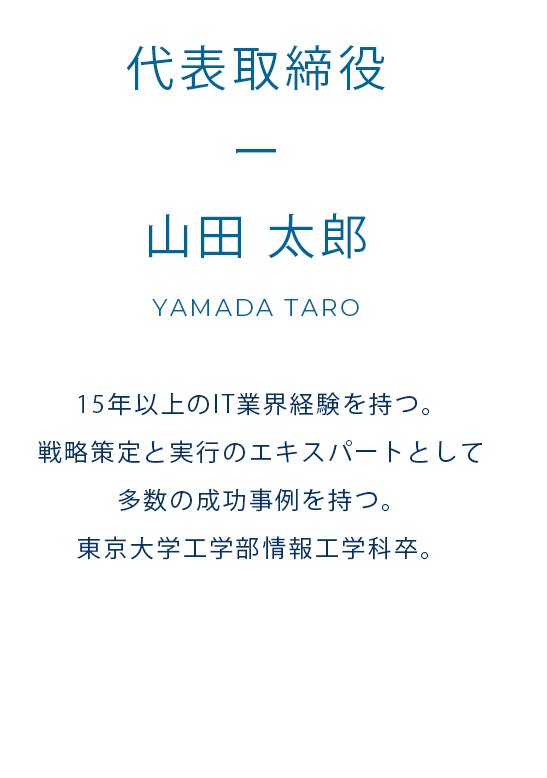 代表取締役
山田 太郎
YAMADA TARO
15年以上のIT業界経験を持つ。
戦略策定と実行のエキスパートとして
多数の成功事例を持つ。
東京大学工学部情報工学科卒。